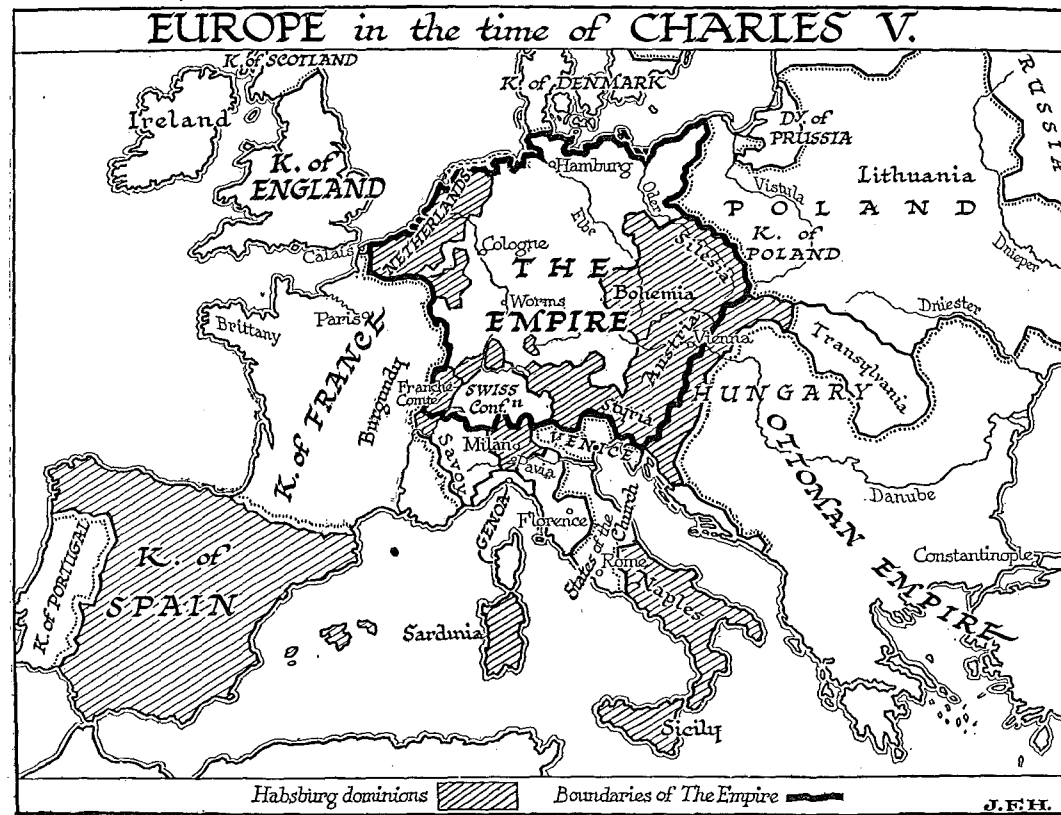 EUROPE in the time of CHARLES V.
K. of SCOTLAND
K. of DENMARK
RUSSIA
Ireland
Dy. of
PRUSSIA
K. of
ENGLAND
Hamburg
Lithuania
Vistula
Oder
POLAND
NETHERLANDS
Elbe
K. of
POLAND
Silesia
Calais
Cologne
Dnieper
THE
EMPIRE
Bohemia
Worms
Dniester
Brittany
Paris
Austria
Vienna
Transylvania
K. of FRANCE
Burgundy
Franche
Comte
SWISS
Conf.n
HUNGARY
Styria
Savoy
Milan
VENICE
Pavia
OTTOMAN EMPIRE
Danube
GENOA
Florence
States of the
Church
Constantinople
K. of PORTUGAL
K. of
SPAIN
Rome
Naples
Sardinia
Sicily
Habsburg dominions
Boundaries of The Empire
J.F.H.